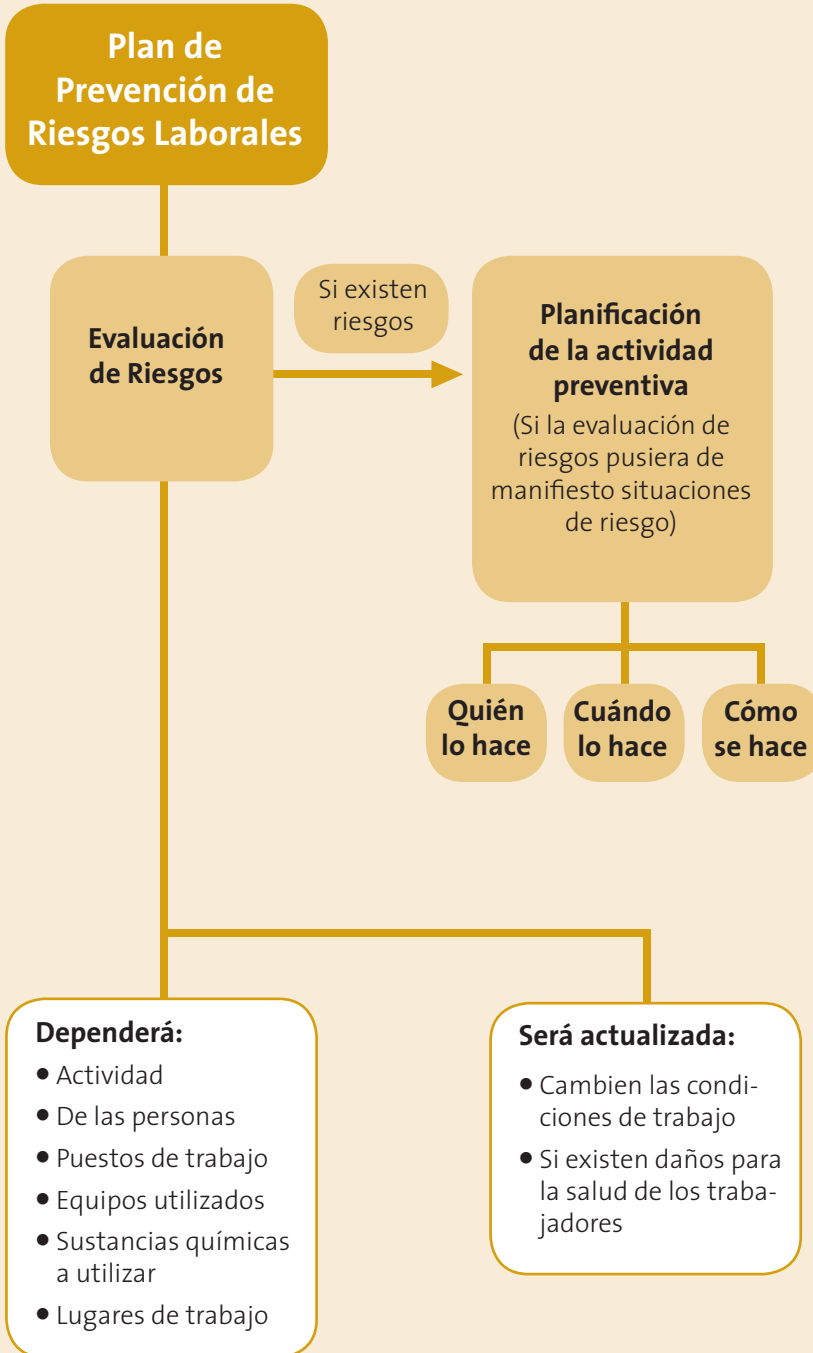 Plan de
Prevención de
Riesgos Laborales
Evaluación
de Riesgos
Si existen
riesgos
Planificación
de la actividad
preventiva
(Si la evaluación de
riesgos pusiera de
manifiesto situaciones
de riesgo)
Quién
lo hace
Cuándo
lo hace
Cómo
se hace
Dependerá:
• Actividad
• De las personas
• Puestos de trabajo
• Equipos utilizados
• Sustancias químicas
a utilizar
• Lugares de trabajo
Será actualizada:
• Cambien las condi-
ciones de trabajo
• Si existen daños para
la salud de los traba-
jadores